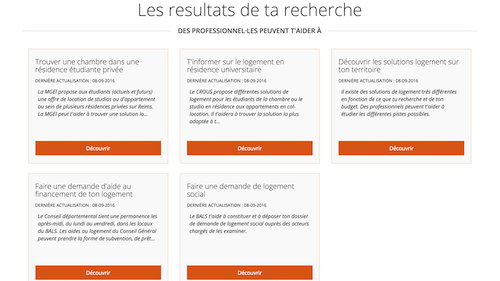 Les resultats de ta recherche
DES PROFESSIONNEL·LES PEUVENT T'AIDER À
Trouver une chambre dans une
résidence étudiante privée
DERNIÈRE ACTUALISATION : 08-09-2016
La MGEI propose aux étudiants (actuels et futurs)
une offre de location de studios ou d'appartement
au sein de plusieurs résidences privées sur Reims.
La MGEI peut t'aider à trouver une solution lo...
Découvrir
T'informer sur le logement en
résidence universitaire
DERNIÈRE ACTUALISATION : 08-09-2016
Le CROUS propose différentes solutions de
logement pour les étudiants de la chambre ou le
studio en résidence aux appartements en col-
location. Il t'aidera à trouver la solution la plus
adaptée à t...
Découvrir
Découvrir les solutions logement sur
ton territoire
DERNIÈRE ACTUALISATION : 08-09-2016
Il existe des solutions de logement très différentes
en fonction de ce que tu recherche et de ton
budget. Des professionnels peuvent t'aider à
étudier les différentes pistes possibles.
Découvrir
Faire une demande d'aide au
financement de ton logement
DERNIÈRE ACTUALISATION : 08-09-2016
Le Conseil départemental tient une permanence les
après-midi, du lundi au vendredi, dans les locaux
du BALS. Les aides au logement du Conseil Général
peuvent prendre la forme de subvention, de prêt...
Découvrir
Faire une demande de logement
social
DERNIÈRE ACTUALISATION : 08-09-2016
Le BALS t'aide à constituer et à déposer ton dossier
de demande de logement social auprès des acteurs
chargés de les examiner.
Découvrir